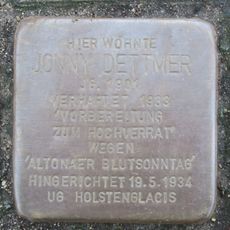 HIER WOHNTE
JONNY DETTMER
JG. 1901
VERHAFTET 1933
'VORBEREITUNG
ZUM HOCHVERRAT'
WEGEN
'ALTONAER BLUTSONNTAG'
HINGERICHTET 19.5.1934
UG HOLSTENGLACIS